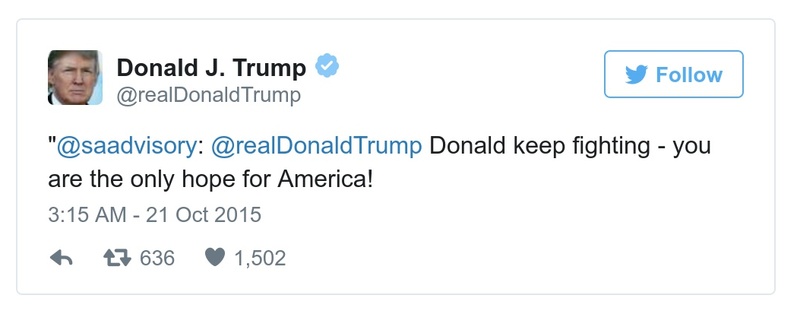 Donald J. Trump
@realDonaldTrump
Follow
"@saadvisory: @realDonaldTrump Donald keep fighting - you
are the only hope for America!
3:15 AM - 21 Oct 2015
636 1,502